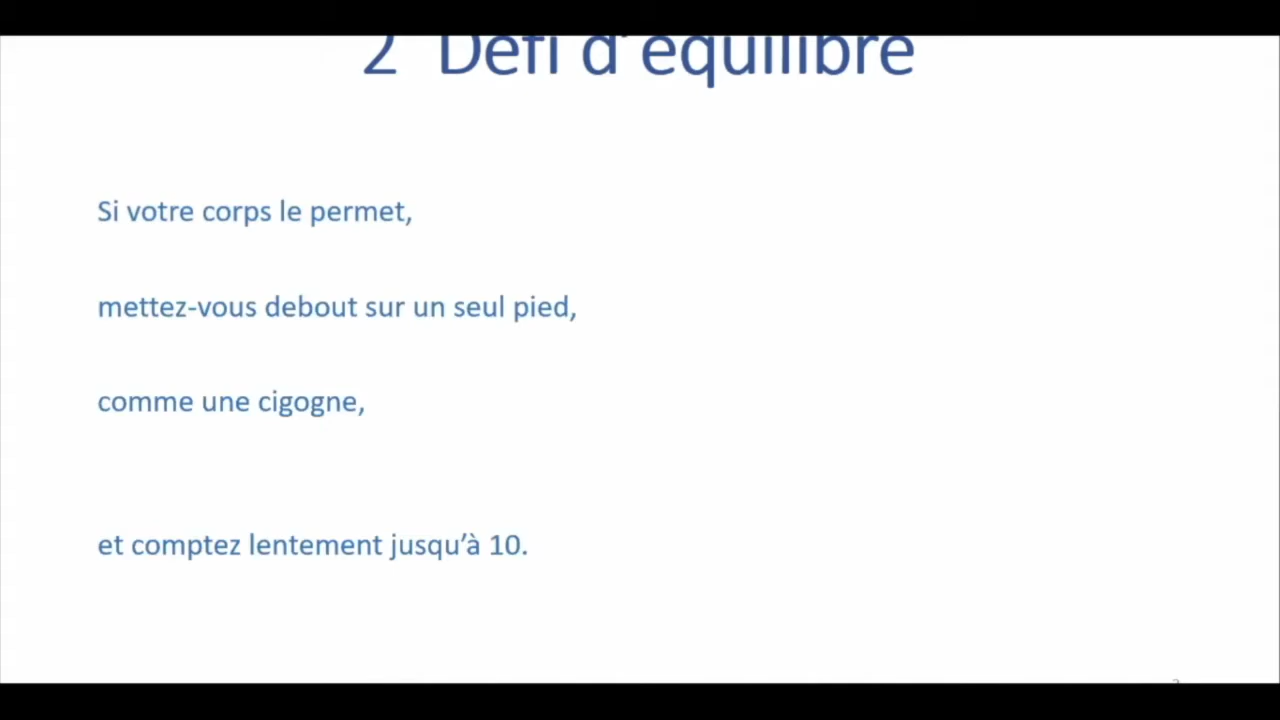 2 Défi d'équilibre
Si votre corps le permet,
mettez-vous debout sur un seul pied,
comme une cigogne,
et comptez lentement jusqu’à 10.